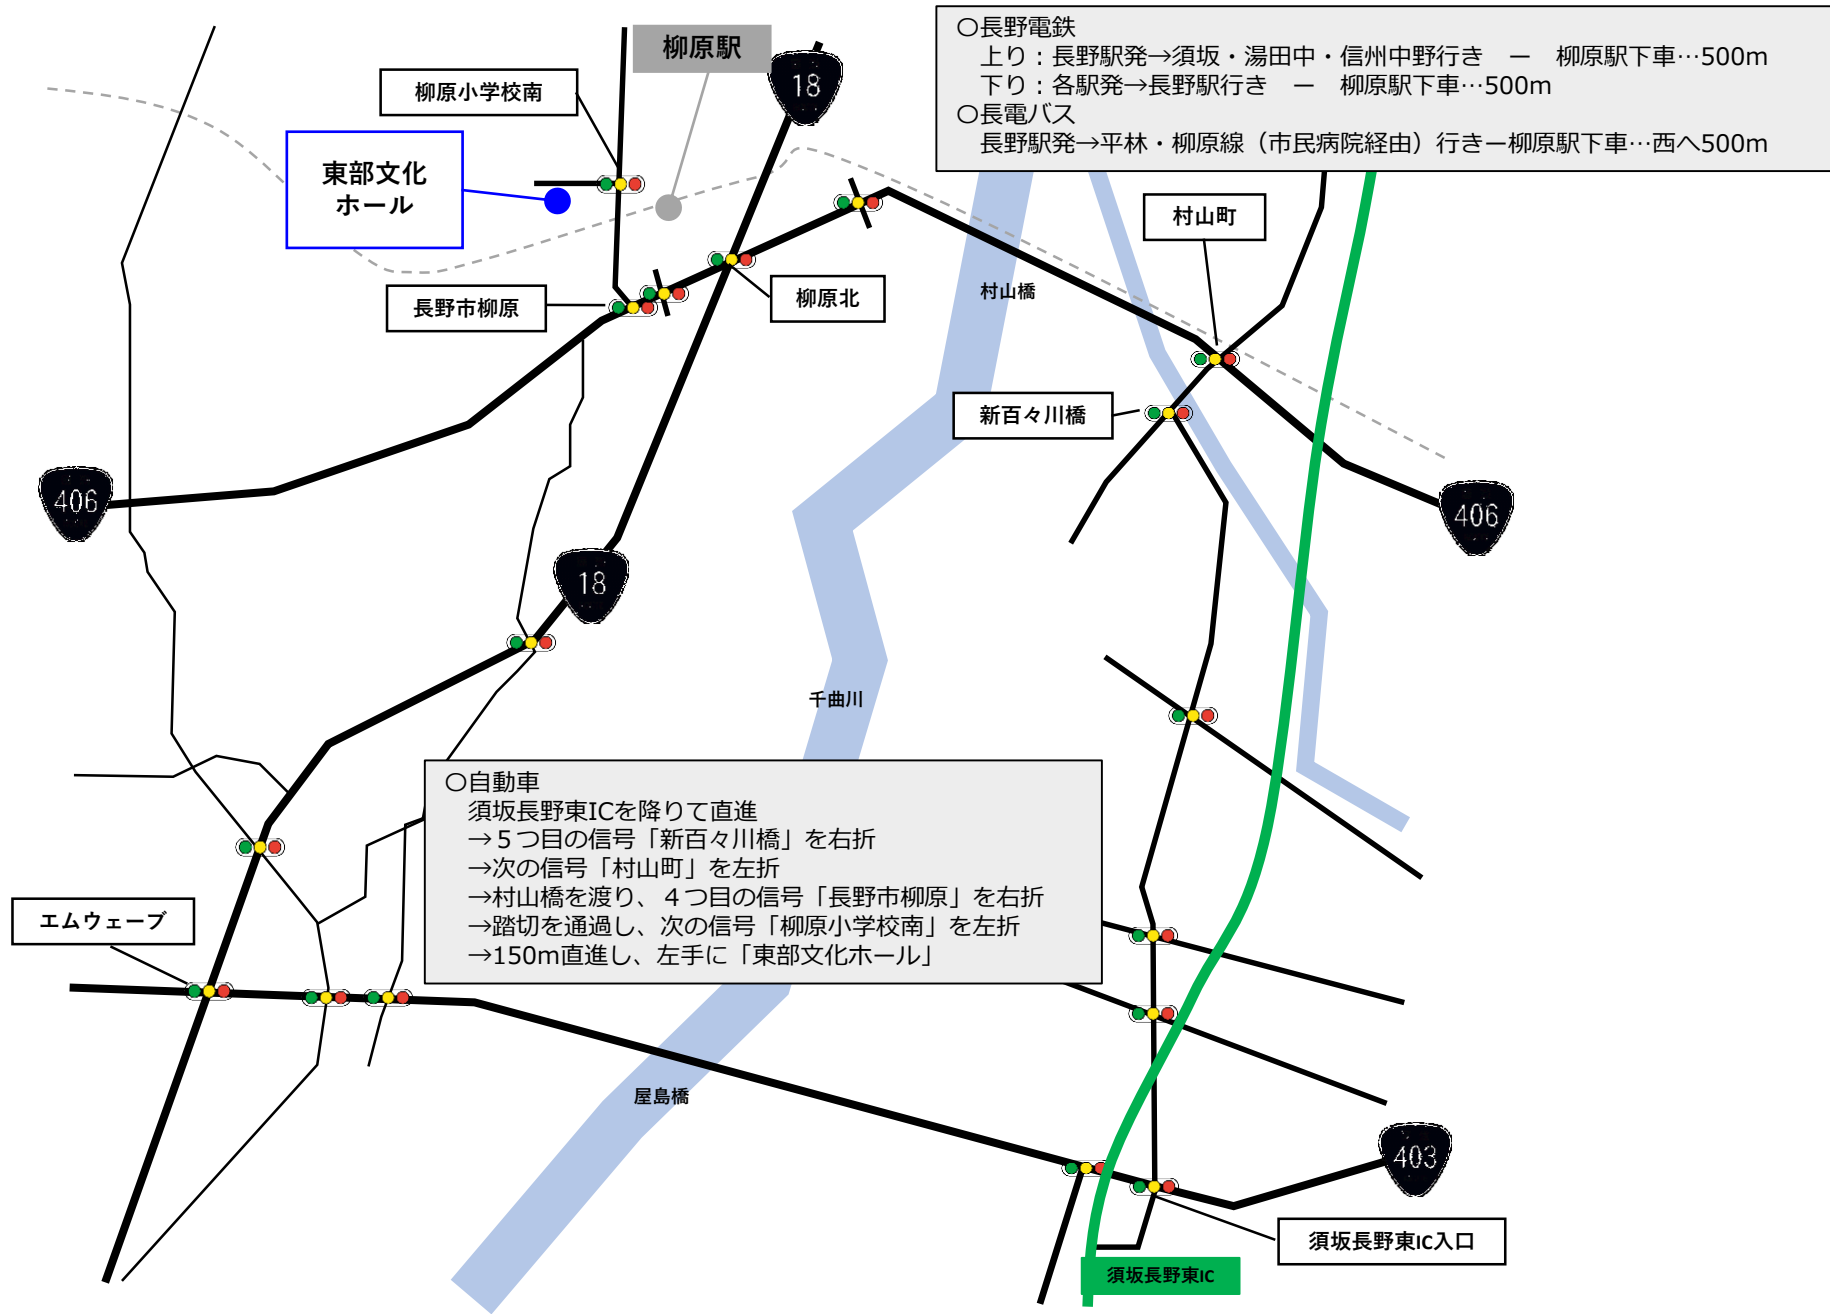 〇長野電鉄
上り：長野駅発→須坂・湯田中・信州中野行き　ー　柳原駅下車…500m
下り：各駅発→長野駅行き　ー　柳原駅下車…500m
〇長電バス
長野駅発→平林・柳原線（市民病院経由）行きー柳原駅下車…西へ500m
柳原駅
18
柳原小学校南
東部文化
ホール
村山町
長野市柳原
柳原北
村山橋
新百々川橋
406
406
18
千曲川
〇自動車
須坂長野東ICを降りて直進
→５つ目の信号「新百々川橋」を右折
→次の信号「村山町」を左折
→村山橋を渡り、４つ目の信号「長野市柳原」を右折
→踏切を通過し、次の信号「柳原小学校南」を左折
→150m直進し、左手に「東部文化ホール」
エムウェーブ
屋島橋
403
須坂長野東IC入口
須坂長野東IC